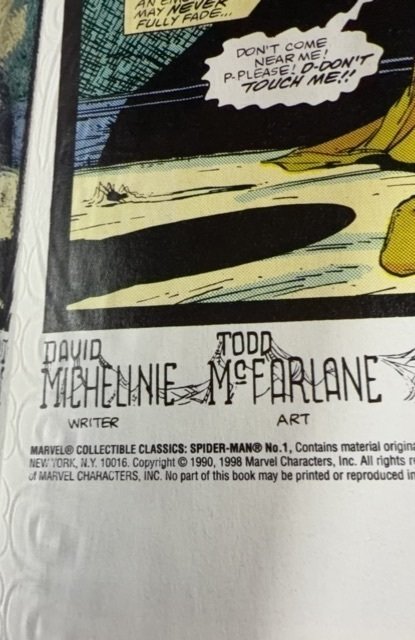 AN EM
MAY NEVER
FULLY FADE...
DON'T COME
NEAR ME!
P-PLEASE! D-DON'T
TOUCH ME!!
DAVID
MICHELINIE
WRITER
TODD
McFARLANE
ART
MARVEL® COLLECTIBLE CLASSICS: SPIDER-MAN® No.1, Contains material origina
NEW YORK, N.Y. 10016. Copyright © 1990, 1998 Marvel Characters, Inc. All rights r
of MARVEL CHARACTERS, INC. No part of this book may be printed or reproduced in